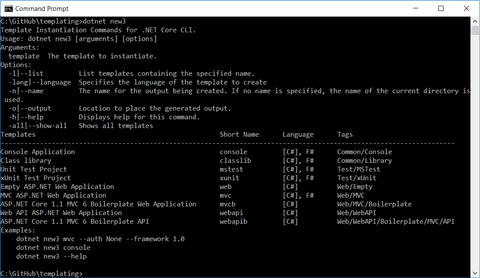 Command Prompt
C:\GitHub\templating>dotnet new3
Template Instantiation Commands for .NET Core CLI.
Usage: dotnet new3 [arguments] [options]
Arguments:
template  The template to instantiate.
Options:
-l|--list         List templates containing the specified name.
-lang|--language  Specifies the language of the template to create
-n|--name         The name for the output being created. If no name is specified, the name of the current directory is
used.
-o|--output       Location to place the generated output.
-h|--help         Displays help for this command.
-all|--show-all   Shows all templates
Templates                                 Short Name    Language    Tags
Console Application                       console       [C#], F#    Common/Console
Class library                             classlib      [C#], F#    Common/Library
Unit Test Project                         mstest        [C#], F#    Test/MSTest
xUnit Test Project                        xunit         [C#], F#    Test/xUnit
Empty ASP.NET Web Application             web           [C#]        Web/Empty
MVC ASP.NET Web Application               mvc           [C#], F#    Web/MVC
ASP.NET Core 1.1 MVC 6 Boilerplate Web Application    mvcb    [C#]    Web/MVC/Boilerplate
Web API ASP.NET Web Application           webapi        [C#]        Web/WebAPI
ASP.NET Core 1.1 MVC 6 Boilerplate API    webapib       [C#]        Web/WebAPI/Boilerplate/MVC/API
Examples:
dotnet new3 mvc --auth None --framework 1.0
dotnet new3 console
dotnet new3 --help
C:\GitHub\templating>